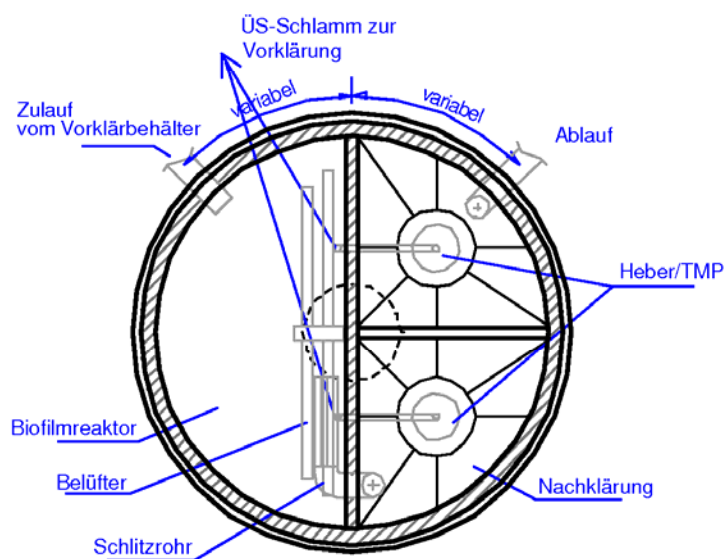 ÜS-Schlamm zur
Vorklärung
variabel
variabel
Zulauf
vom Vorklärbehälter
Ablauf
Heber/TMP
Biofilmreaktor
Belüfter
Nachklärung
Schlitzrohr